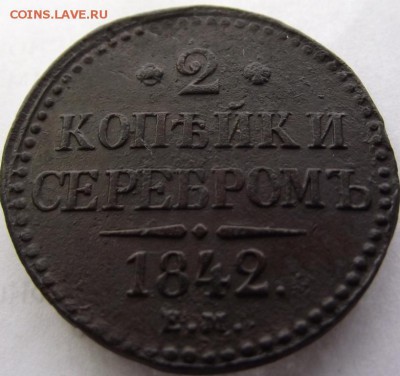 COINS.LAVE.RU
2
КОПѢЙКИ
СЕРЕБРОМЪ
1842.
Е.М.